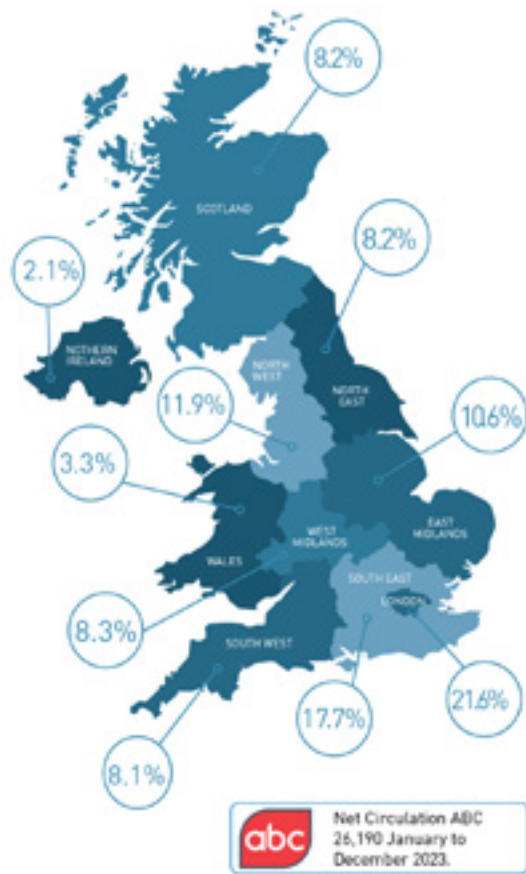 8.2%
SCOTLAND
8.2%
2.1%
NOTHERN
IRELAND
NORTH
WEST
NORTH
EAST
11.9%
10.6%
3.3%
EAST
MIDLANDS
WEST
MIDLANDS
WALES
SOUTH EAST
LONDON
8.3%
SOUTH WEST
21.6%
17.7%
8.1%
abc
Net Circulation ABC
26,190 January to
December 2023.